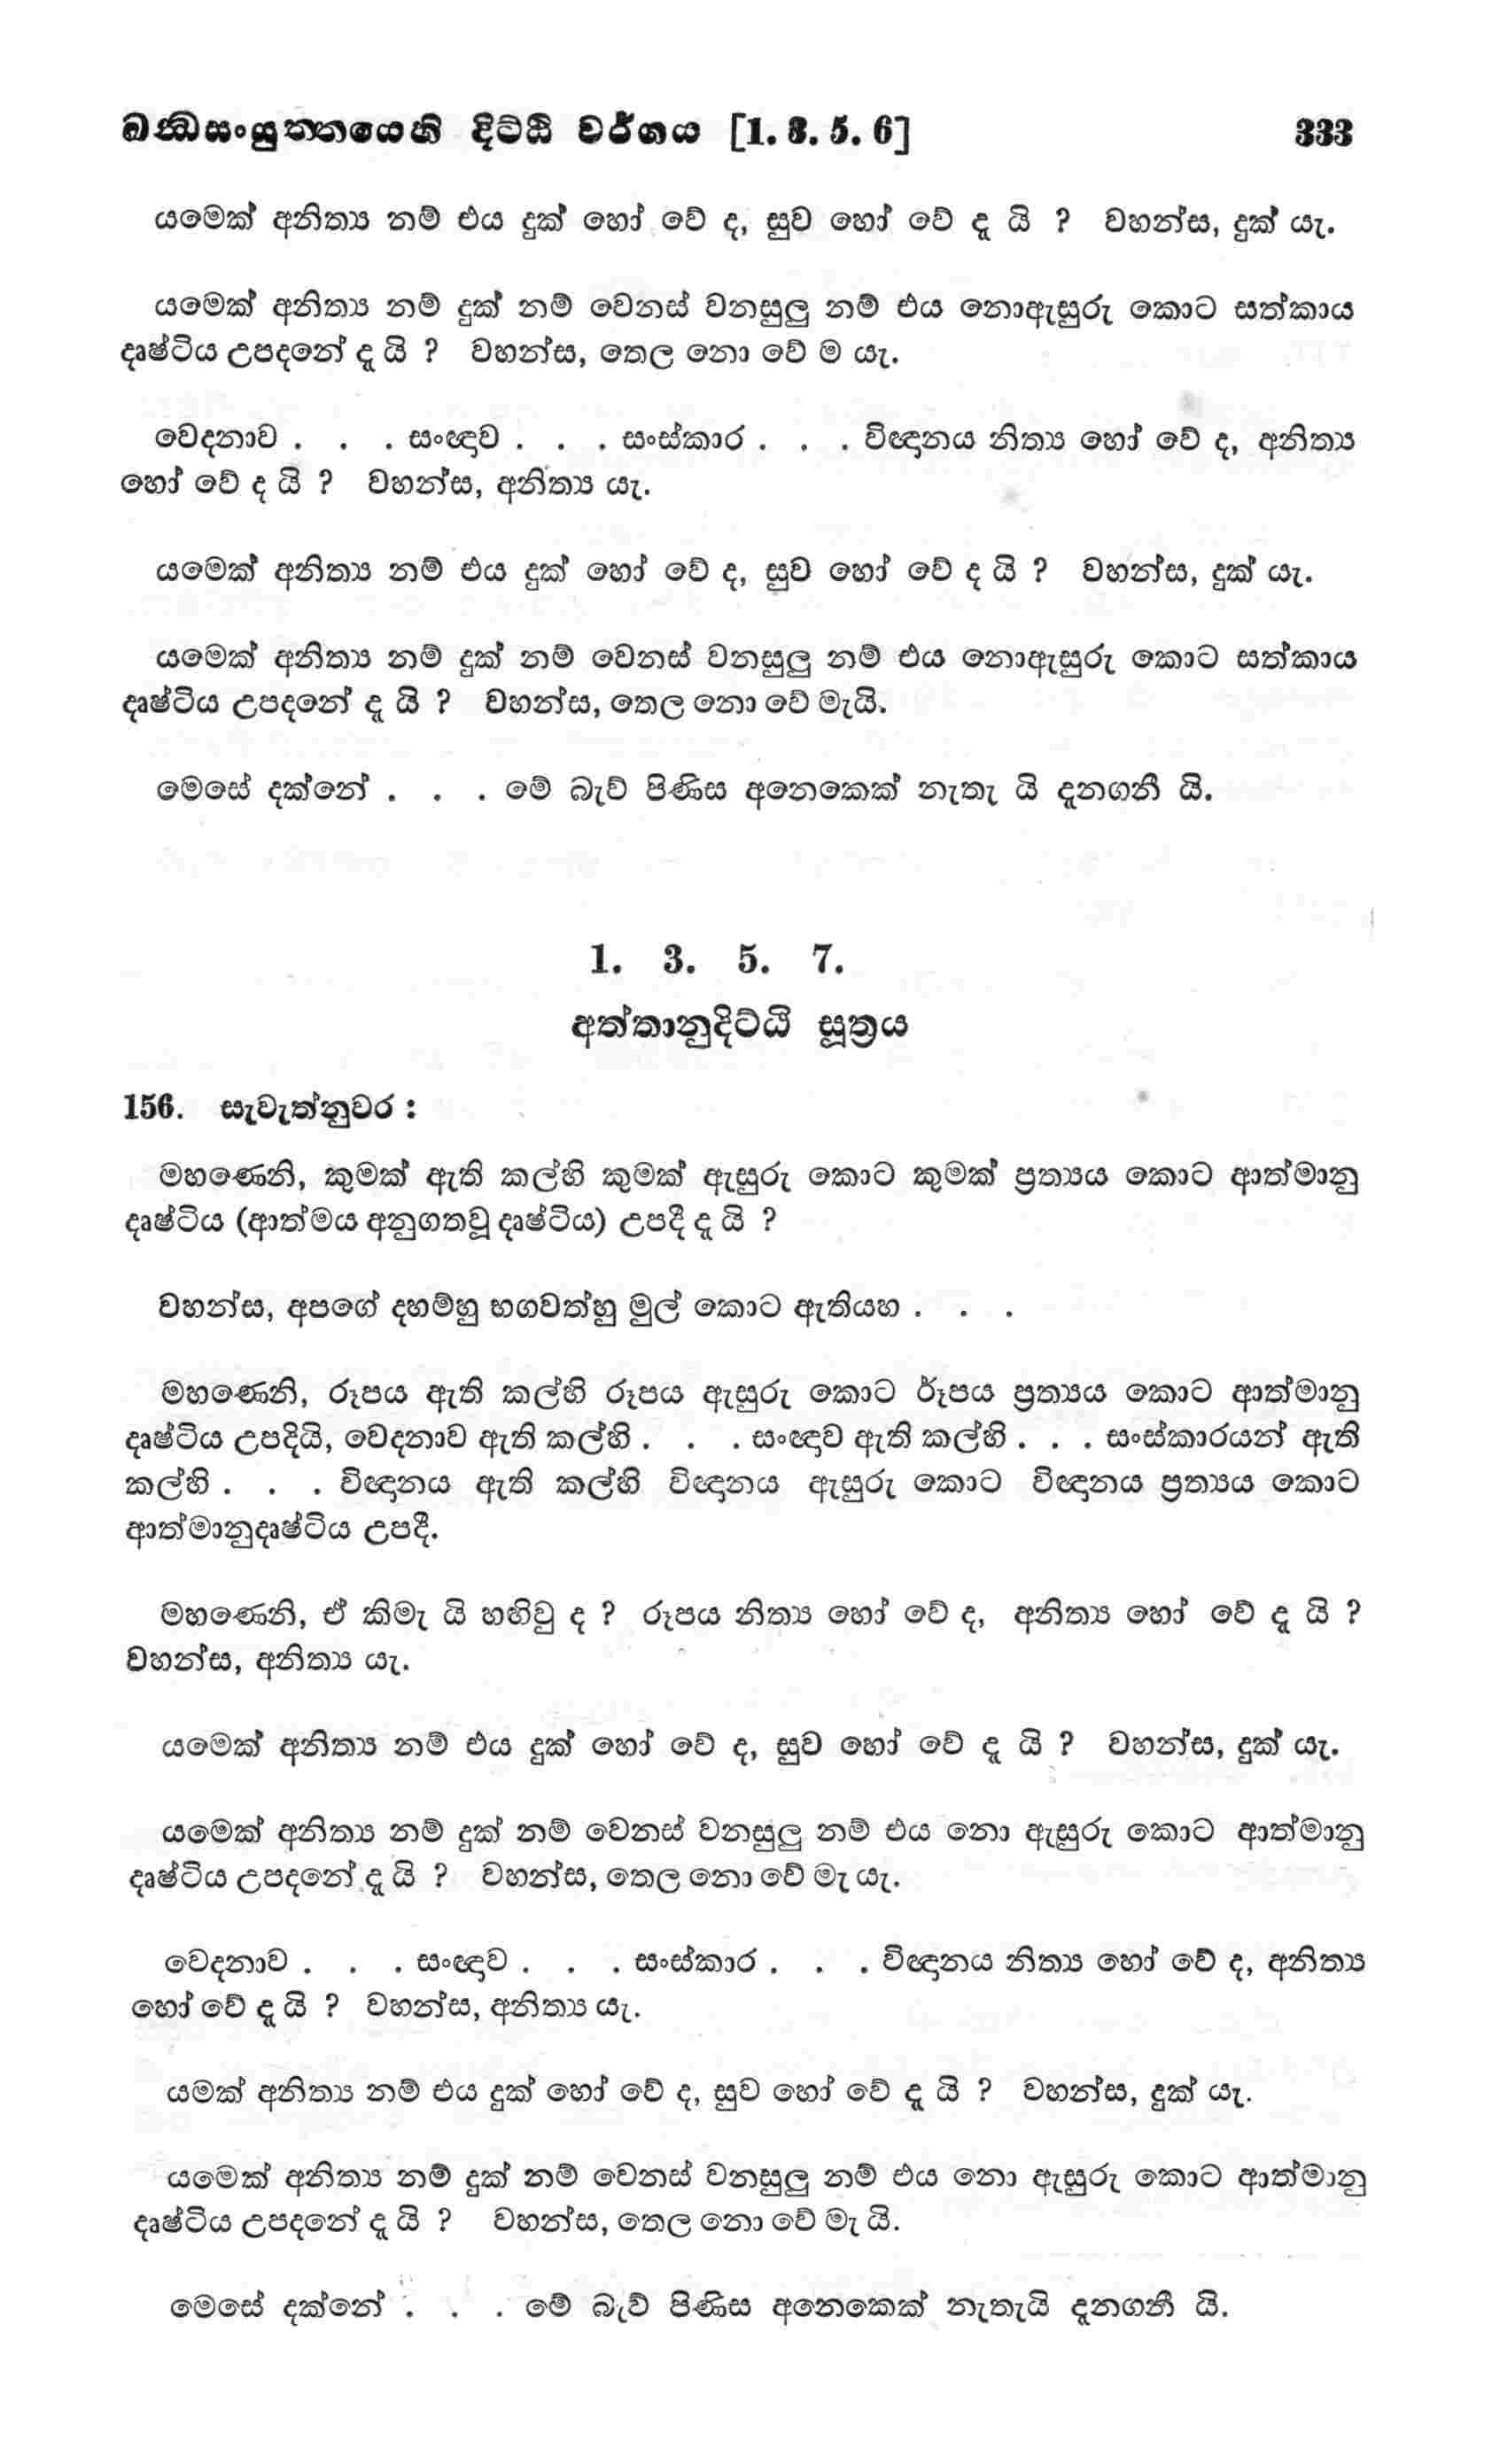 ඛන්ධසංයුත්තයෙහි දිට්ඨි වර්ගය [1. 3. 5. 6] 333
යමෙක් අනිත්‍ය නම් එය දුක් හෝ වේ ද, සුව හෝ වේ දැ යි ? වහන්ස, දුක් යැ.
යමෙක් අනිත්‍ය නම් දුක් නම් වෙනස් වනසුලු නම් එය නොඇසුරු කොට සත්කාය
දෘෂ්ටිය උපදනේ දැ යි ? වහන්ස, තෙල නො වේ ම යැ.
වේදනාව . . . සංඥාව . . . සංස්කාර . . . විඥානය නිත්‍ය හෝ වේ ද, අනිත්‍ය
හෝ වේ ද යි ? වහන්ස, අනිත්‍ය යැ.
යමෙක් අනිත්‍ය නම් එය දුක් හෝ වේ ද, සුව හෝ වේ ද යි ? වහන්ස, දුක් යැ.
යමෙක් අනිත්‍ය නම් දුක් නම් වෙනස් වනසුලු නම් එය නොඇසුරු කොට සත්කාය
දෘෂ්ටිය උපදනේ දැ යි ? වහන්ස, තෙල නො වේ මැයි.
මෙසේ දක්නේ . . . මේ බැව් පිණිස අනෙකෙක් නැතැ යි දැනගනී යි.
1. 3. 5. 7.
අත්තානුදිට්ඨි සූත්‍රය
156. සැවැත්නුවර :
මහණෙනි, කුමක් ඇති කල්හි කුමක් ඇසුරු කොට කුමක් ප්‍රත්‍යය කොට ආත්මානු
දෘෂ්ටිය (ආත්මය අනුගතවූ දෘෂ්ටිය) උපදී දැ යි ?
වහන්ස, අපගේ දහම්හු භගවත්හු මුල් කොට ඇතියහ . . .
මහණෙනි, රූපය ඇති කල්හි රූපය ඇසුරු කොට රූපය ප්‍රත්‍යය කොට ආත්මානු
දෘෂ්ටිය උපදියි, වේදනාව ඇති කල්හි . . . සංඥාව ඇති කල්හි . . . සංස්කාරයන් ඇති
කල්හි . . . විඥානය ඇති කල්හි විඥානය ඇසුරු කොට විඥානය ප්‍රත්‍යය කොට
ආත්මානුදෘෂ්ටිය උපදී.
මහණෙනි, ඒ කිමැ යි හඟිවු ද ? රූපය නිත්‍ය හෝ වේ ද, අනිත්‍ය හෝ වේ දැ යි ?
වහන්ස, අනිත්‍ය යැ.
යමෙක් අනිත්‍ය නම් එය දුක් හෝ වේ ද, සුව හෝ වේ දැ යි ? වහන්ස, දුක් යැ.
යමෙක් අනිත්‍ය නම් දුක් නම් වෙනස් වනසුලු නම් එය නො ඇසුරු කොට ආත්මානු
දෘෂ්ටිය උපදනේ දැ යි ? වහන්ස, තෙල නො වේ මැ යැ.
වේදනාව . . . සංඥාව . . . සංස්කාර . . . විඥානය නිත්‍ය හෝ වේ ද, අනිත්‍ය
හෝ වේ දැ යි ? වහන්ස, අනිත්‍ය යැ.
යමක් අනිත්‍ය නම් එය දුක් හෝ වේ ද, සුව හෝ වේ දැ යි ? වහන්ස, දුක් යැ.
යමෙක් අනිත්‍ය නම් දුක් නම් වෙනස් වනසුලු නම් එය නො ඇසුරු කොට ආත්මානු
දෘෂ්ටිය උපදනේ දැ යි ? වහන්ස, තෙල නො වේ මැ යි.
මෙසේ දක්නේ . . . මේ බැව් පිණිස අනෙකෙක් නැතැයි දැනගනී යි.